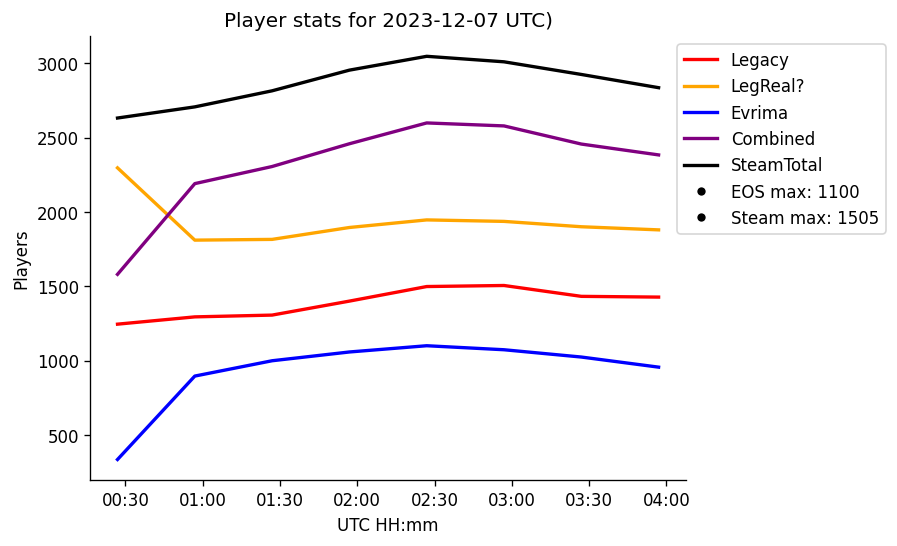 Player stats for 2023-12-07 UTC)
3000
2500
2000
1500
1000
500
Players
00:30 01:00 01:30 02:00 02:30 03:00 03:30 04:00
UTC HH:mm
Legacy
LegReal?
Evrima
Combined
SteamTotal
EOS max: 1100
Steam max: 1505